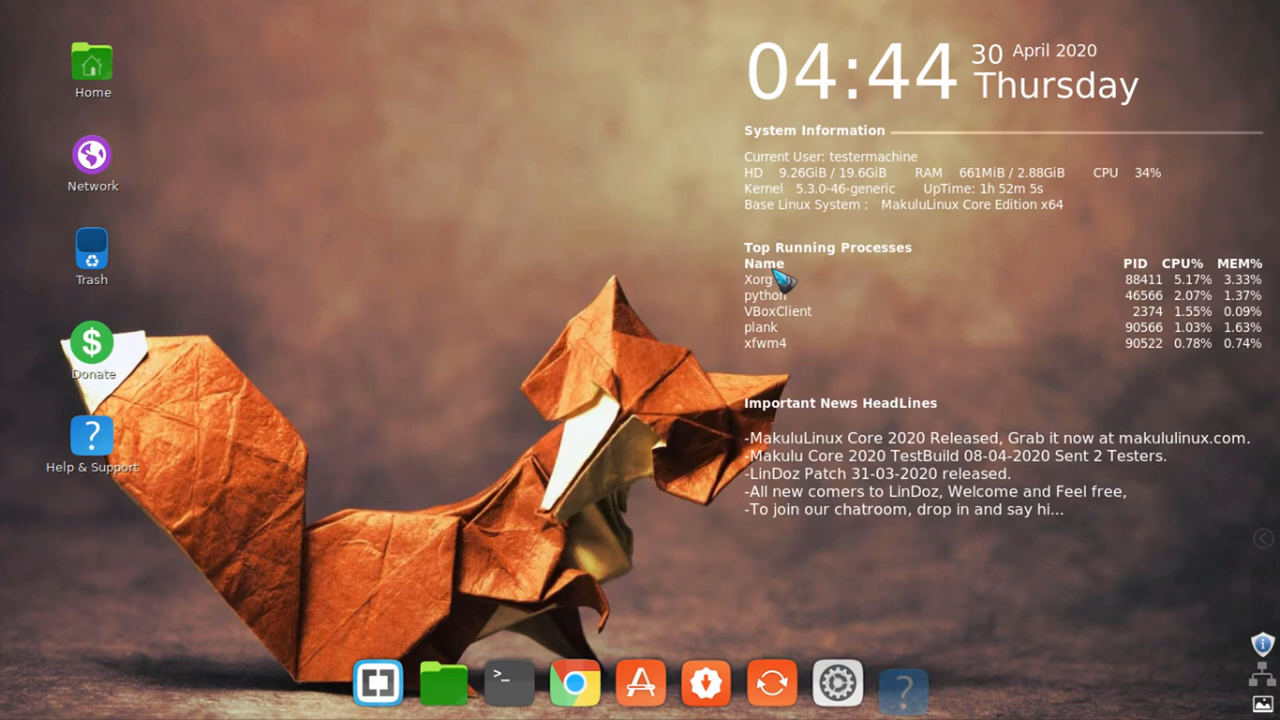 Home
Network
Trash
Donate
Help & Support
04:44 30 April 2020
Thursday
System Information
Current User: testermachine
HD 9.26GiB / 19.6GiB RAM 661MiB / 2.88GiB CPU 34%
Kernel 5.3.0-46-generic UpTime: 1h 52m 5s
Base Linux System : MakuluLinux Core Edition x64
Top Running Processes
Name PID CPU% MEM%
Xorg 88411 5.17% 3.33%
python 46566 2.07% 1.37%
VBoxClient 2374 1.55% 0.09%
plank 90566 1.03% 1.63%
xfwm4 90522 0.78% 0.74%
Important News HeadLines
-MakuluLinux Core 2020 Released, Grab it now at makululinux.com.
-Makulu Core 2020 TestBuild 08-04-2020 Sent 2 Testers.
-LinDoz Patch 31-03-2020 released.
-All new comers to LinDoz, Welcome and Feel free,
-To join our chatroom, drop in and say hi...